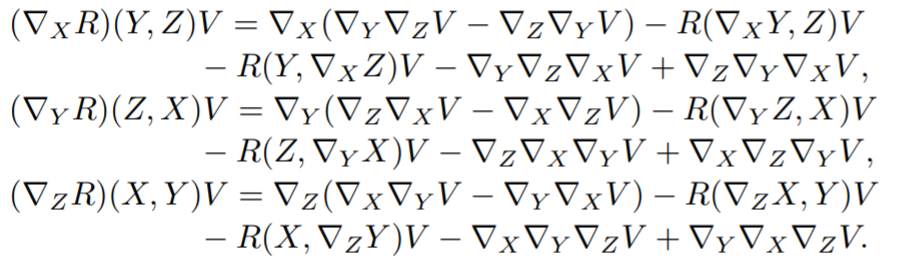 (∇_X R)(Y, Z)V = ∇_X(∇_Y∇_Z V − ∇_Z∇_Y V) − R(∇_X Y, Z)V
− R(Y, ∇_X Z)V − ∇_Y∇_Z∇_X V + ∇_Z∇_Y∇_X V,
(∇_Y R)(Z, X)V = ∇_Y(∇_Z∇_X V − ∇_X∇_Z V) − R(∇_Y Z, X)V
− R(Z, ∇_Y X)V − ∇_Z∇_X∇_Y V + ∇_X∇_Z∇_Y V,
(∇_Z R)(X, Y)V = ∇_Z(∇_X∇_Y V − ∇_Y∇_X V) − R(∇_Z X, Y)V
− R(X, ∇_Z Y)V − ∇_X∇_Y∇_Z V + ∇_Y∇_X∇_Z V.